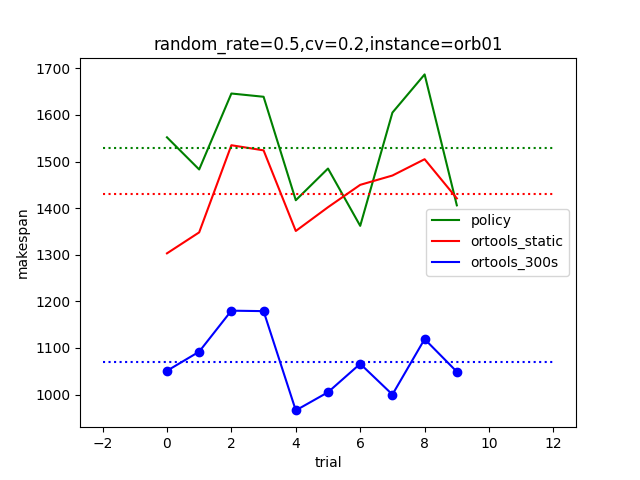 random_rate=0.5,cv=0.2,instance=orb01
1700
1600
1500
1400
1300
1200
1100
1000
makespan
policy
ortools_static
ortools_300s
−2 0 2 4 6 8 10 12
trial